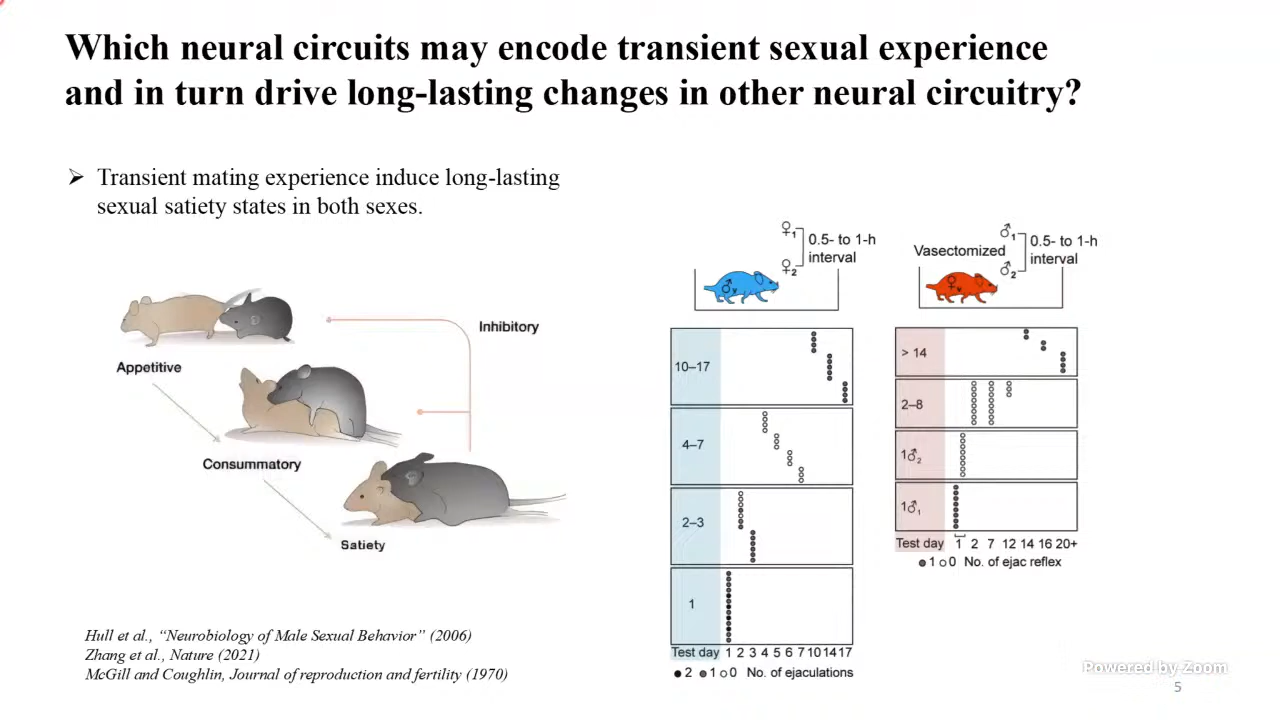 Which neural circuits may encode transient sexual experience
and in turn drive long-lasting changes in other neural circuitry?
➢ Transient mating experience induce long-lasting
sexual satiety states in both sexes.
Appetitive
Consummatory
Satiety
Inhibitory
♀1
♀2
0.5- to 1-h
interval
♂v
10–17
4–7
2–3
1
Test day 1 2 3 4 5 6 7 10 14 17
●2 ●1 ○0 No. of ejaculations
Vasectomized
♂1
♂2
0.5- to 1-h
interval
♀v
> 14
2–8
1♂2
1♂1
Test day 1 2 7 12 14 16 20+
●1 ○0 No. of ejac reflex
Hull et al., “Neurobiology of Male Sexual Behavior” (2006)
Zhang et al., Nature (2021)
McGill and Coughlin, Journal of reproduction and fertility (1970)
Powered by Zoom
5